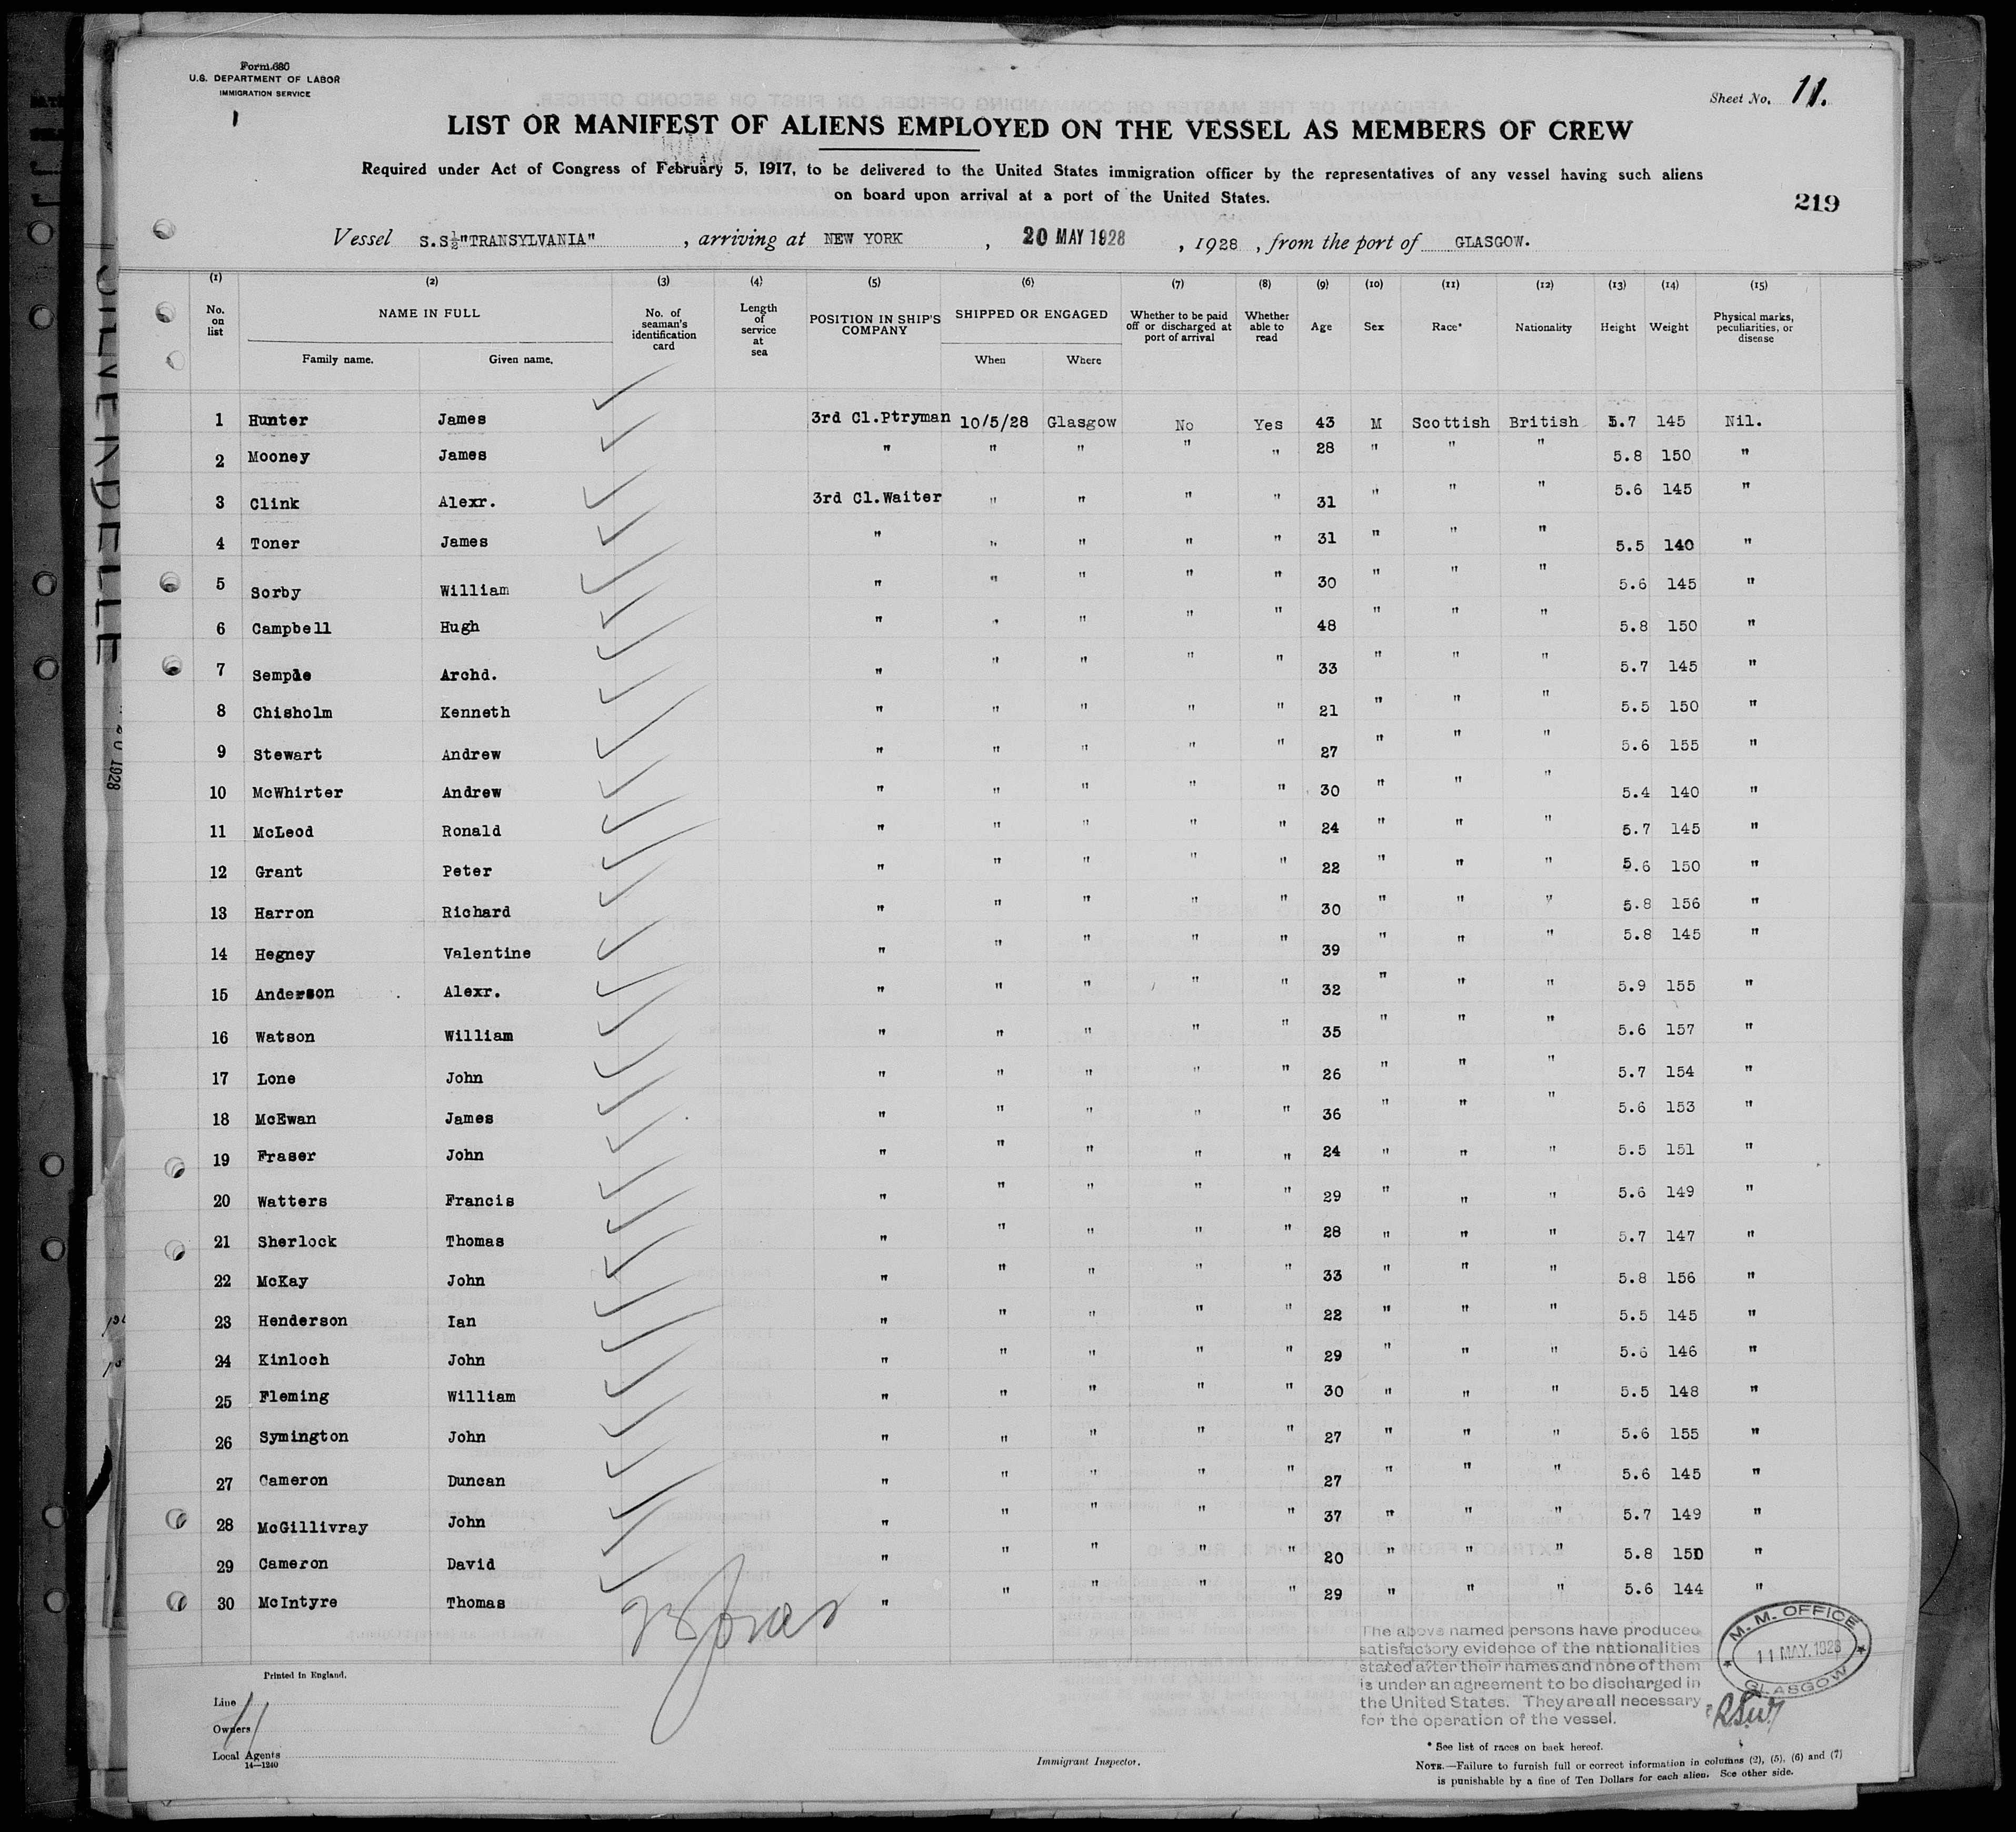 Form 680
U.S. DEPARTMENT OF LABOR
IMMIGRATION SERVICE
Sheet No. 11.
LIST OR MANIFEST OF ALIENS EMPLOYED ON THE VESSEL AS MEMBERS OF CREW
Required under Act of Congress of February 5, 1917, to be delivered to the United States immigration officer by the representatives of any vessel having such aliens
on board upon arrival at a port of the United States.
219
Vessel S.S½"TRANSYLVANIA" , arriving at NEW YORK , 20 MAY 1928 , 1928 , from the port of GLASGOW.
(1) (2) (3) (4) (5) (6) (7) (8) (9) (10) (11) (12) (13) (14) (15)
No. on list NAME IN FULL Family name. Given name. No. of seaman's identification card Length of service at sea POSITION IN SHIP'S COMPANY SHIPPED OR ENGAGED When Where Whether to be paid off or discharged at port of arrival Whether able to read Age Sex Race* Nationality Height Weight Physical marks, peculiarities, or disease
1 Hunter James 3rd Cl.Ptryman 10/5/28 Glasgow No Yes 43 M Scottish British 5.7 145 Nil.
2 Mooney James " " " " " 28 " " " 5.8 150 "
3 Clink Alexr. 3rd Cl.Waiter " " " " 31 " " " 5.6 145 "
4 Toner James " " " " " 31 " " " 5.5 140 "
5 Sorby William " " " " " 30 " " " 5.6 145 "
6 Campbell Hugh " " " " " 48 " " " 5.8 150 "
7 Semple Archd. " " " " " 33 " " " 5.7 145 "
8 Chisholm Kenneth " " " " " 21 " " " 5.5 150 "
9 Stewart Andrew " " " " " 27 " " " 5.6 155 "
10 McWhirter Andrew " " " " " 30 " " " 5.4 140 "
11 McLeod Ronald " " " " " 24 " " " 5.7 145 "
12 Grant Peter " " " " " 22 " " " 5.6 150 "
13 Harron Richard " " " " " 30 " " " 5.8 156 "
14 Hegney Valentine " " " " " 39 " " " 5.8 145 "
15 Anderson Alexr. " " " " " 32 " " " 5.9 155 "
16 Watson William " " " " " 35 " " " 5.6 157 "
17 Lone John " " " " " 26 " " " 5.7 154 "
18 McEwan James " " " " " 36 " " " 5.6 153 "
19 Fraser John " " " " " 24 " " " 5.5 151 "
20 Watters Francis " " " " " 29 " " " 5.6 149 "
21 Sherlock Thomas " " " " " 28 " " " 5.7 147 "
22 McKay John " " " " " 33 " " " 5.8 156 "
23 Henderson Ian " " " " " 22 " " " 5.5 145 "
24 Kinloch John " " " " " 29 " " " 5.6 146 "
25 Fleming William " " " " " 30 " " " 5.5 148 "
26 Symington John " " " " " 27 " " " 5.6 155 "
27 Cameron Duncan " " " " " 27 " " " 5.6 145 "
28 McGillivray John " " " " " 37 " " " 5.7 149 "
29 Cameron David " " " " " 20 " " " 5.8 150 "
30 McIntyre Thomas " " " " " 29 " " " 5.6 144 "
The above named persons have produced
satisfactory evidence of the nationalities
stated after their names and none of them
is under an agreement to be discharged in
the United States. They are all necessary
for the operation of the vessel.
M. M. OFFICE
11 MAY. 1928
GLASGOW
Printed in England.
Line
Owners
Local Agents
14—1240
Immigrant Inspector.
* See list of races on back hereof.
NOTE.—Failure to furnish full or correct information in columns (2), (5), (6) and (7)
is punishable by a fine of Ten Dollars for each alien. See other side.